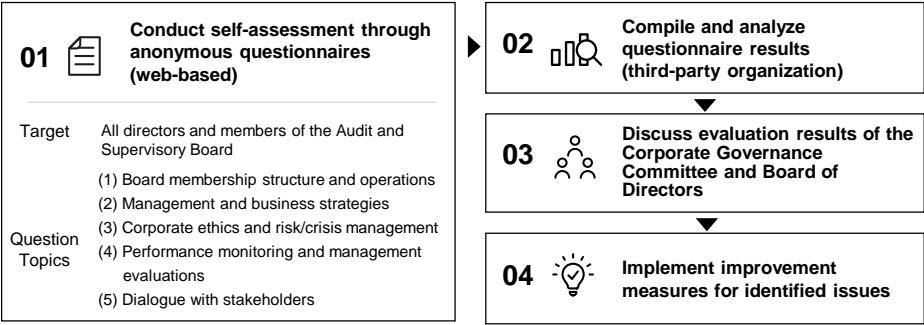 01
Conduct self-assessment through
anonymous questionnaires
(web-based)
Target
All directors and members of the Audit and
Supervisory Board
Question
Topics
(1) Board membership structure and operations
(2) Management and business strategies
(3) Corporate ethics and risk/crisis management
(4) Performance monitoring and management
evaluations
(5) Dialogue with stakeholders
02
Compile and analyze
questionnaire results
(third-party organization)
03
Discuss evaluation results of the
Corporate Governance
Committee and Board of
Directors
04
Implement improvement
measures for identified issues